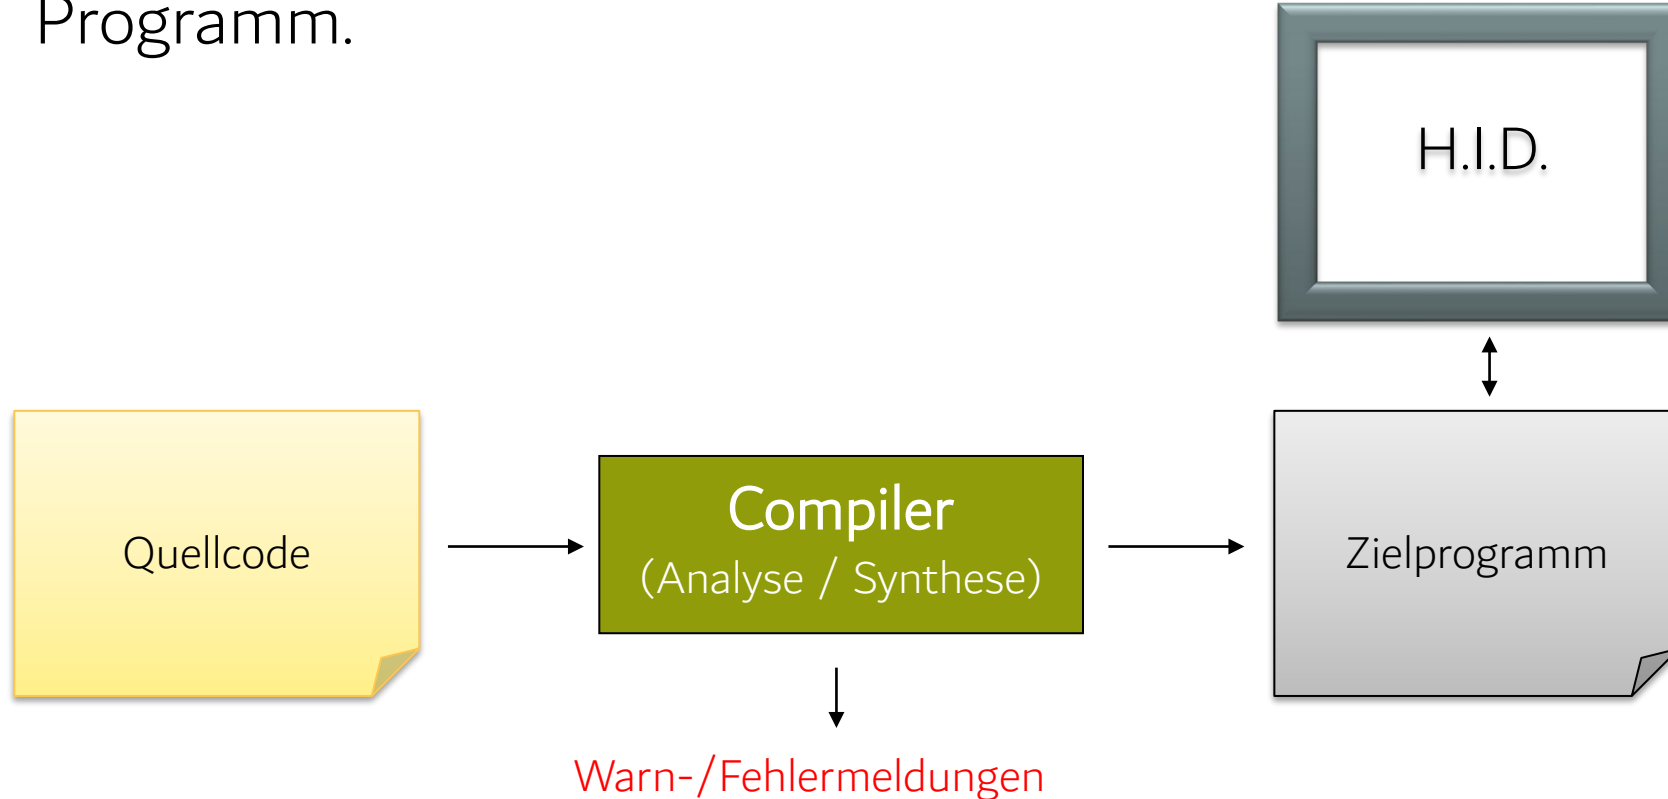 Programm.
H.I.D.
Quellcode
Compiler
(Analyse / Synthese)
Zielprogramm
Warn-/Fehlermeldungen